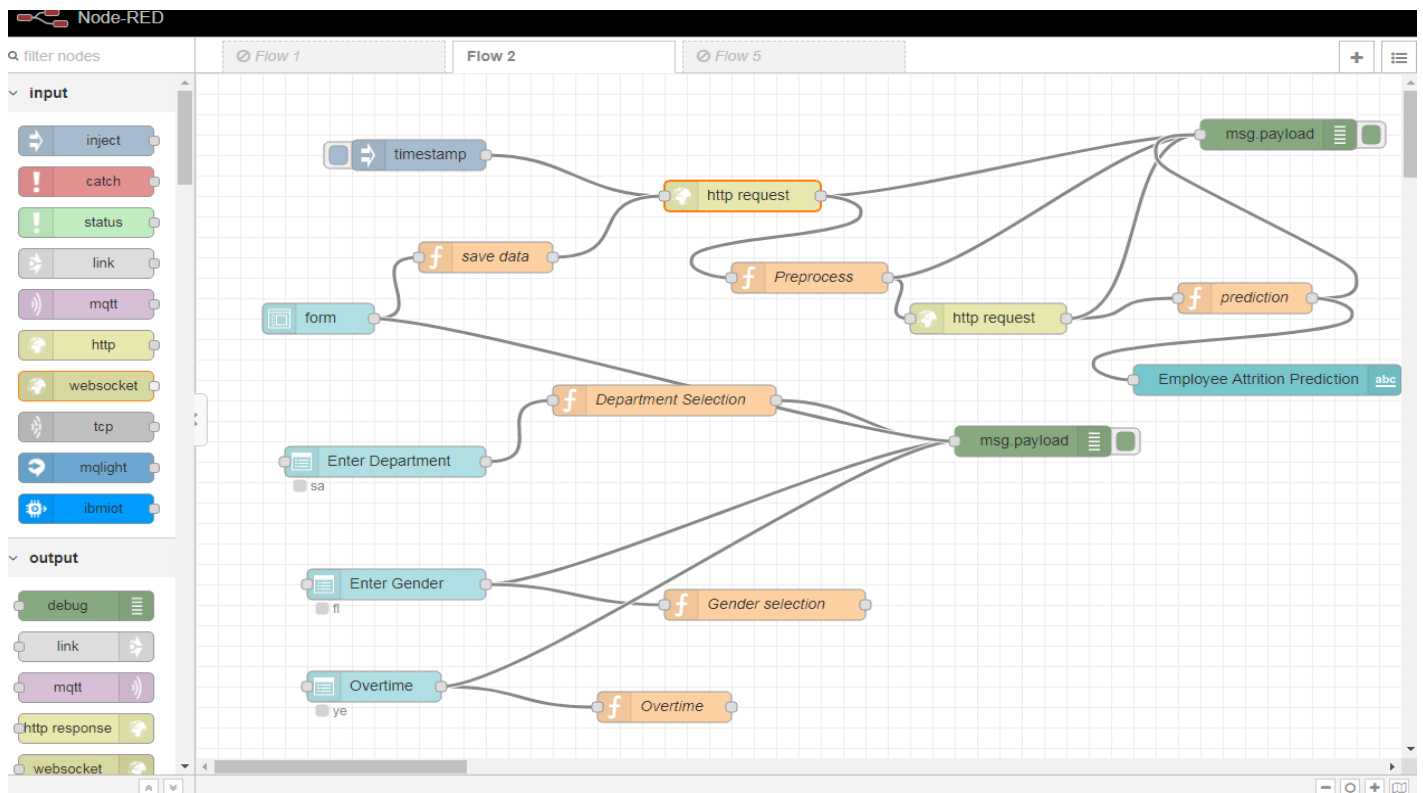 Node-RED
filter nodes
Flow 1
Flow 2
Flow 5
input
inject
catch
status
link
mqtt
http
websocket
tcp
mqlight
ibmiot
output
debug
link
mqtt
http response
websocket
timestamp
http request
msg.payload
save data
Preprocess
form
http request
prediction
Employee Attrition Prediction
abc
Department Selection
Enter Department
sa
msg.payload
Enter Gender
fl
Gender selection
Overtime
ye
Overtime